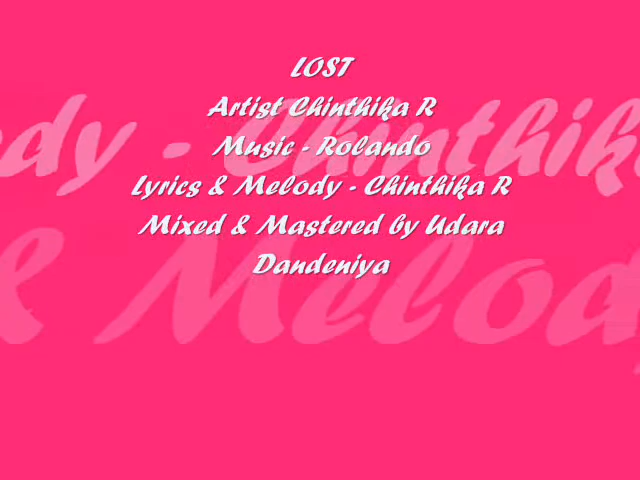 LOST
Artist Chinthika R
Music - Rolando
Lyrics & Melody - Chinthika R
Mixed & Mastered by Udara
Dandeniya